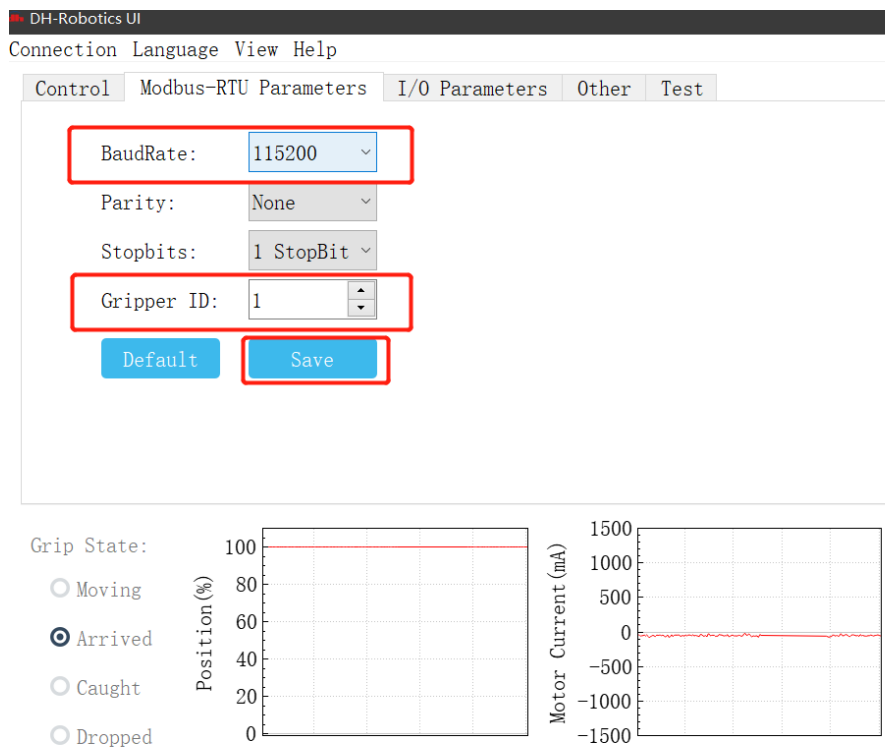 DH-Robotics UI
Connection Language View Help
Control Modbus-RTU Parameters I/O Parameters Other Test
BaudRate: 115200
Parity: None
Stopbits: 1 StopBit
Gripper ID: 1
Default Save
Grip State:
Moving
Arrived
Caught
Dropped
Position(%)
100
80
60
40
20
0
Motor Current(mA)
1500
1000
500
0
-500
-1000
-1500